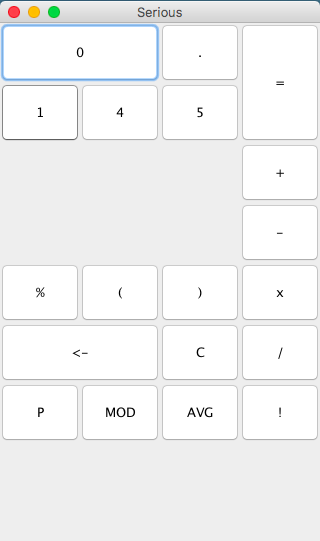 Serious
0 .
=
1 4 5
+
-
% ( ) x
<- C /
P MOD AVG !